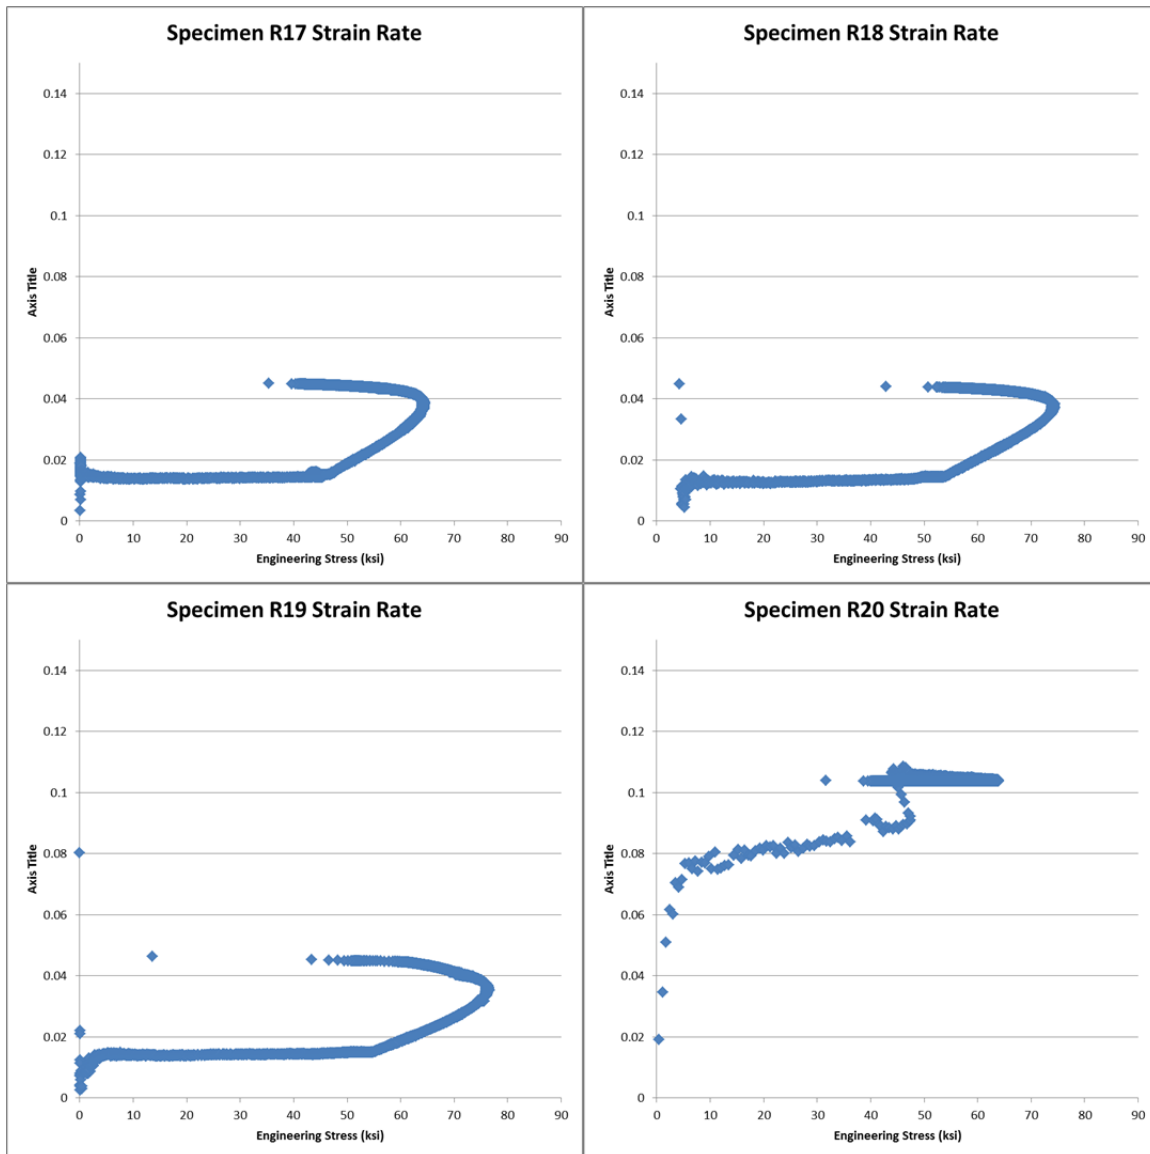 Specimen R17 Strain Rate
0.14
0.12
0.1
0.08
0.06
0.04
0.02
0
Axis Title
0 10 20 30 40 50 60 70 80 90
Engineering Stress (ksi)
Specimen R18 Strain Rate
0.14
0.12
0.1
0.08
0.06
0.04
0.02
0
Axis Title
0 10 20 30 40 50 60 70 80 90
Engineering Stress (ksi)
Specimen R19 Strain Rate
0.14
0.12
0.1
0.08
0.06
0.04
0.02
0
Axis Title
0 10 20 30 40 50 60 70 80 90
Engineering Stress (ksi)
Specimen R20 Strain Rate
0.14
0.12
0.1
0.08
0.06
0.04
0.02
0
Axis Title
0 10 20 30 40 50 60 70 80 90
Engineering Stress (ksi)